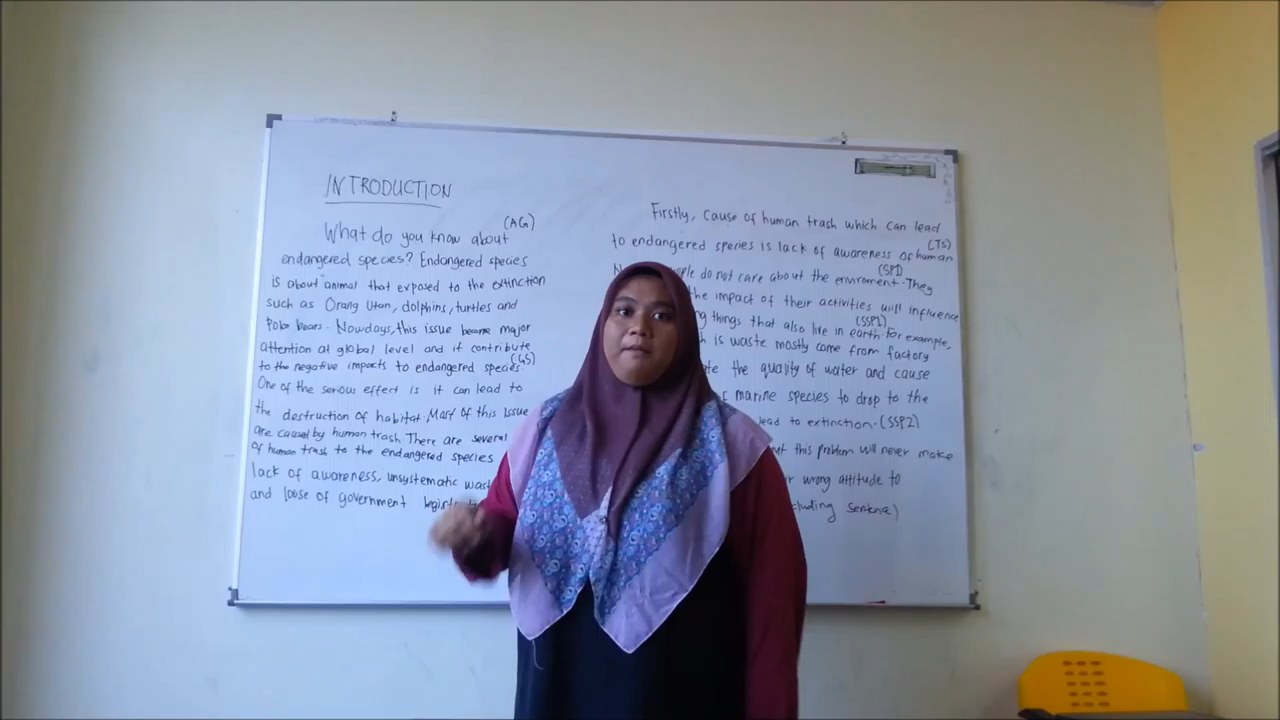 INTRODUCTION
(AG)
What do you know about
endangered species? Endangered species
is about animal that exposed to the extinction
such as Orang Utan, dolphins, turtles and
Polar bears. Nowdays, this issue become major
attention at global level and it contribute
(GS)
to the negative impacts to endangered species.
One of the serious effect is it can lead to
the destruction of habitat. Most of this issue
are caused by human trash. There are several
of human trash to the endangered species
lack of awareness, unsystematic
and loose of government
Firstly, cause of human trash which can lead
(TS)
to endangered species is lack of awareness of human
(SP1)
do not care about the enviroment. They
the impact of their activities will influence
(SSP1)
things that also live in earth. for example,
is waste mostly come from factory
the quality of water and cause
marine species to drop to the
lead to extinction. (SSP2)
this problem will never make
wrong attitude to
sentence)